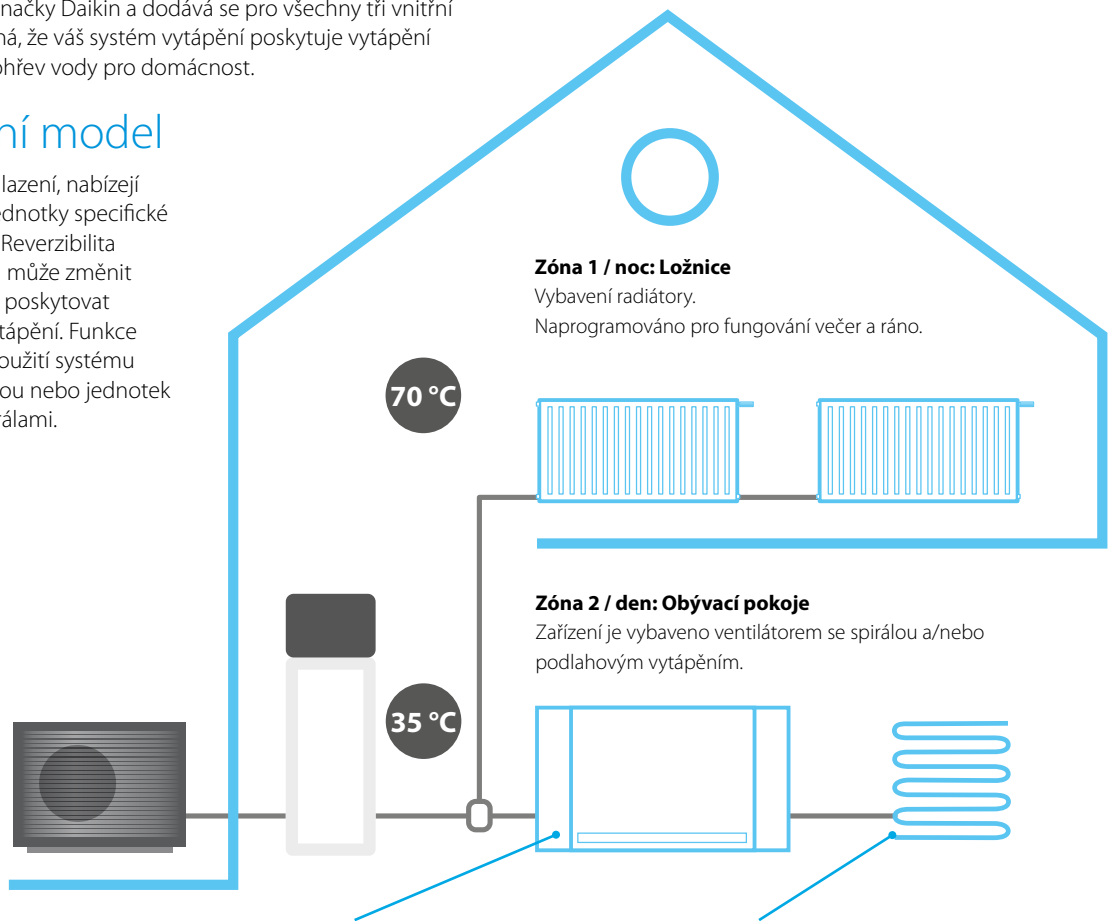 načky Daikin a dodává se pro všechny tři vnitřní
ná, že váš systém vytápění poskytuje vytápění
ohřev vody pro domácnost.
ní model
lazení, nabízejí
ednotky specifické
Reverzibilita
může změnit
poskytovat
tápění. Funkce
oužití systému
ou nebo jednotek
rálami.
Zóna 1 / noc: Ložnice
Vybavení radiátory.
Naprogramováno pro fungování večer a ráno.
70 °C
Zóna 2 / den: Obývací pokoje
Zařízení je vybaveno ventilátorem se spirálou a/nebo
podlahovým vytápěním.
35 °C